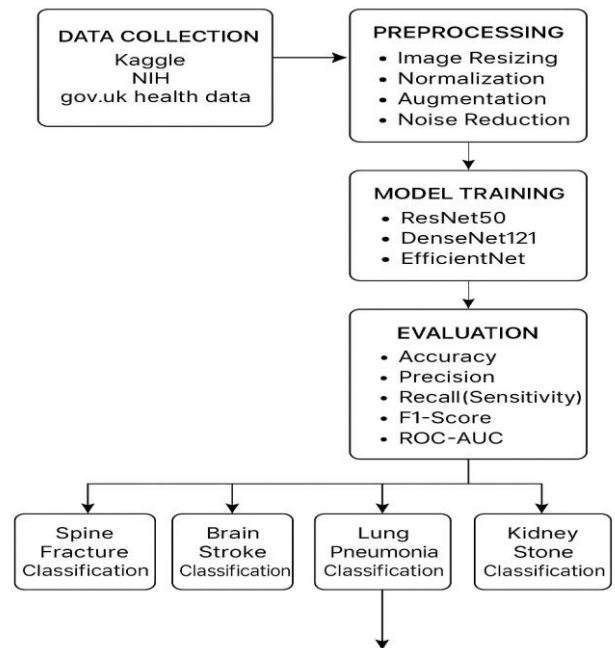 DATA COLLECTION
Kaggle
NIH
gov.uk health data
PREPROCESSING
• Image Resizing
• Normalization
• Augmentation
• Noise Reduction
MODEL TRAINING
• ResNet50
• DenseNet121
• EfficientNet
EVALUATION
• Accuracy
• Precision
• Recall(Sensitivity)
• F1-Score
• ROC-AUC
Spine
Fracture
Classification
Brain
Stroke
Classification
Lung
Pneumonia
Classification
Kidney
Stone
Classification